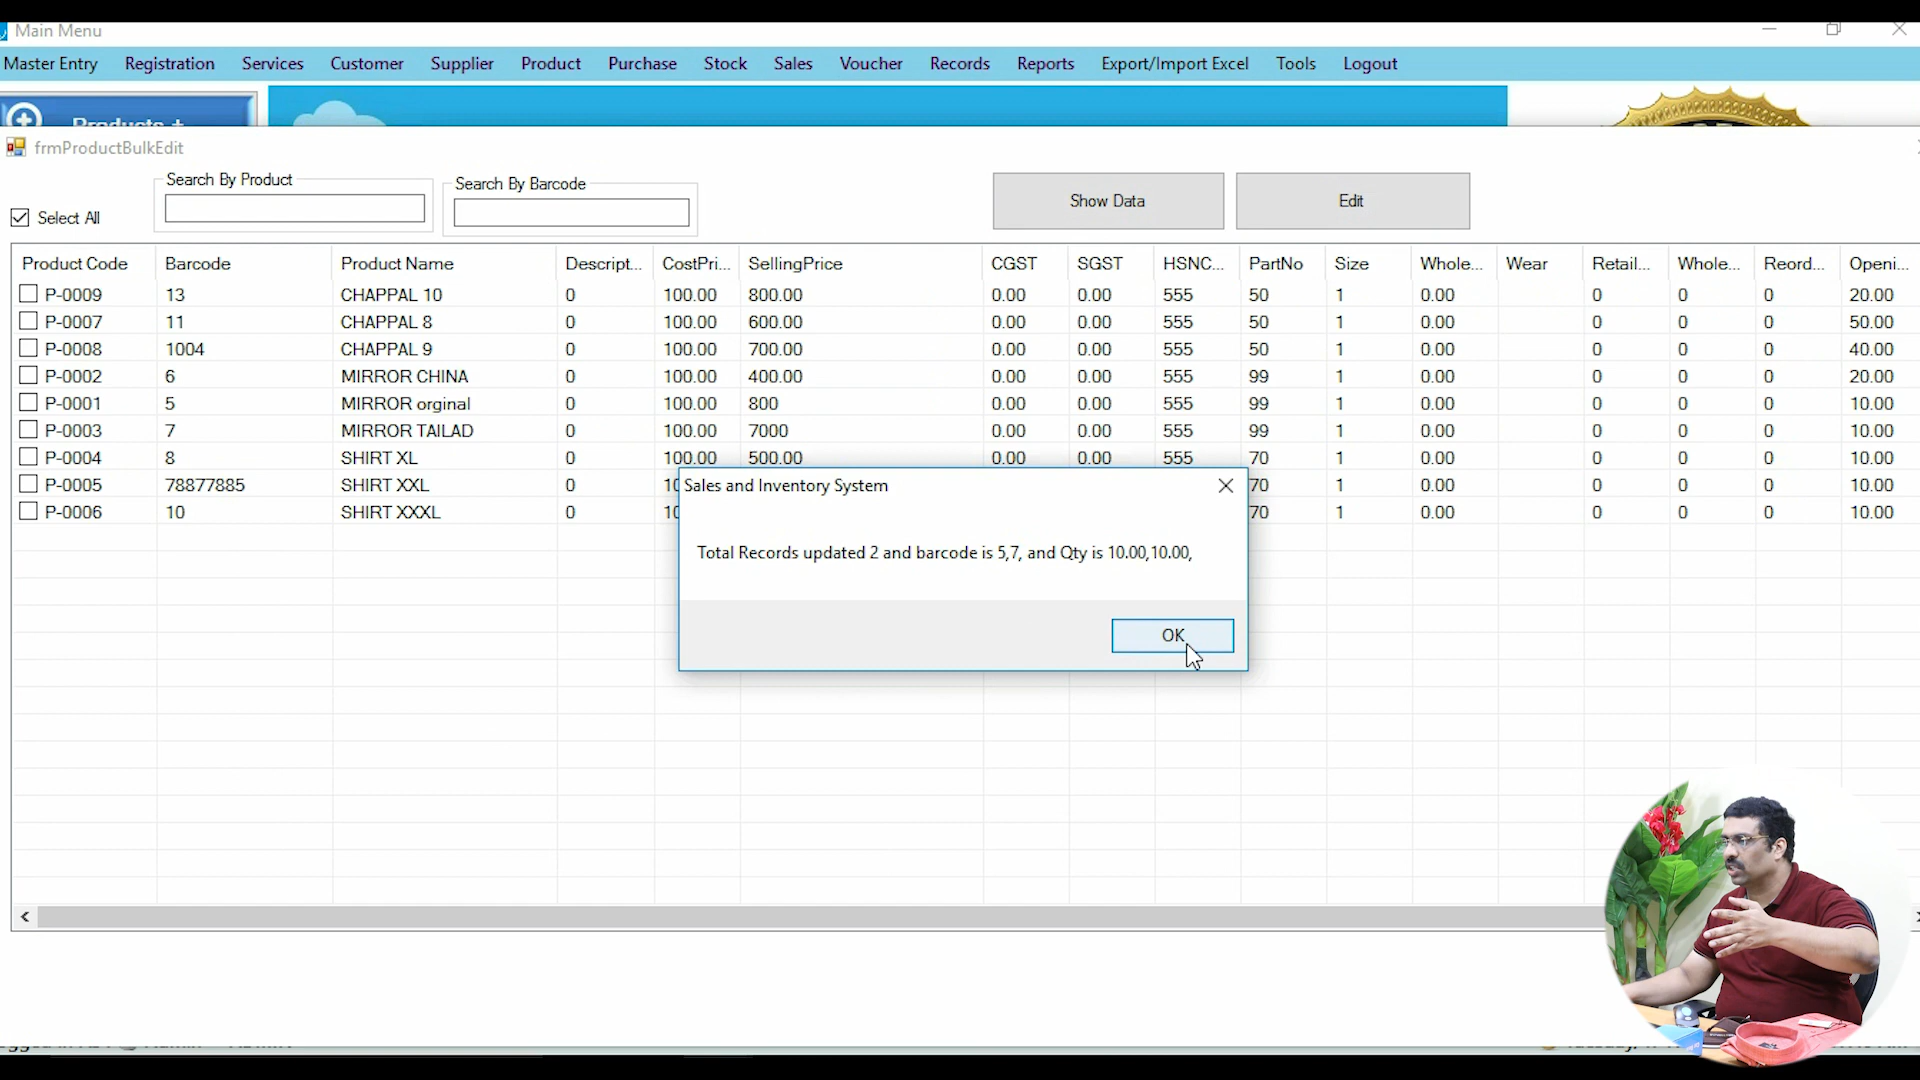 Main Menu
Master Entry Registration Services Customer Supplier Product Purchase Stock Sales Voucher Records Reports Export/Import Excel Tools Logout
Products +
frmProductBulkEdit
Search By Product
Search By Barcode
Select All
Show Data
Edit
Product Code Barcode Product Name Descript... CostPri... SellingPrice CGST SGST HSNC... PartNo Size Whole... Wear Retail... Whole... Reord... Openi...
P-0009 13 CHAPPAL 10 0 100.00 800.00 0.00 0.00 555 50 1 0.00 0 0 0 20.00
P-0007 11 CHAPPAL 8 0 100.00 600.00 0.00 0.00 555 50 1 0.00 0 0 0 50.00
P-0008 1004 CHAPPAL 9 0 100.00 700.00 0.00 0.00 555 50 1 0.00 0 0 0 40.00
P-0002 6 MIRROR CHINA 0 100.00 400.00 0.00 0.00 555 99 1 0.00 0 0 0 20.00
P-0001 5 MIRROR orginal 0 100.00 800 0.00 0.00 555 99 1 0.00 0 0 0 10.00
P-0003 7 MIRROR TAILAD 0 100.00 7000 0.00 0.00 555 99 1 0.00 0 0 0 10.00
P-0004 8 SHIRT XL 0 100.00 500.00 0.00 0.00 555 70 1 0.00 0 0 0 10.00
P-0005 78877885 SHIRT XXL 0 10 70 1 0.00 0 0 0 10.00
P-0006 10 SHIRT XXXL 0 10 70 1 0.00 0 0 0 10.00
Sales and Inventory System
Total Records updated 2 and barcode is 5,7, and Qty is 10.00,10.00,
OK